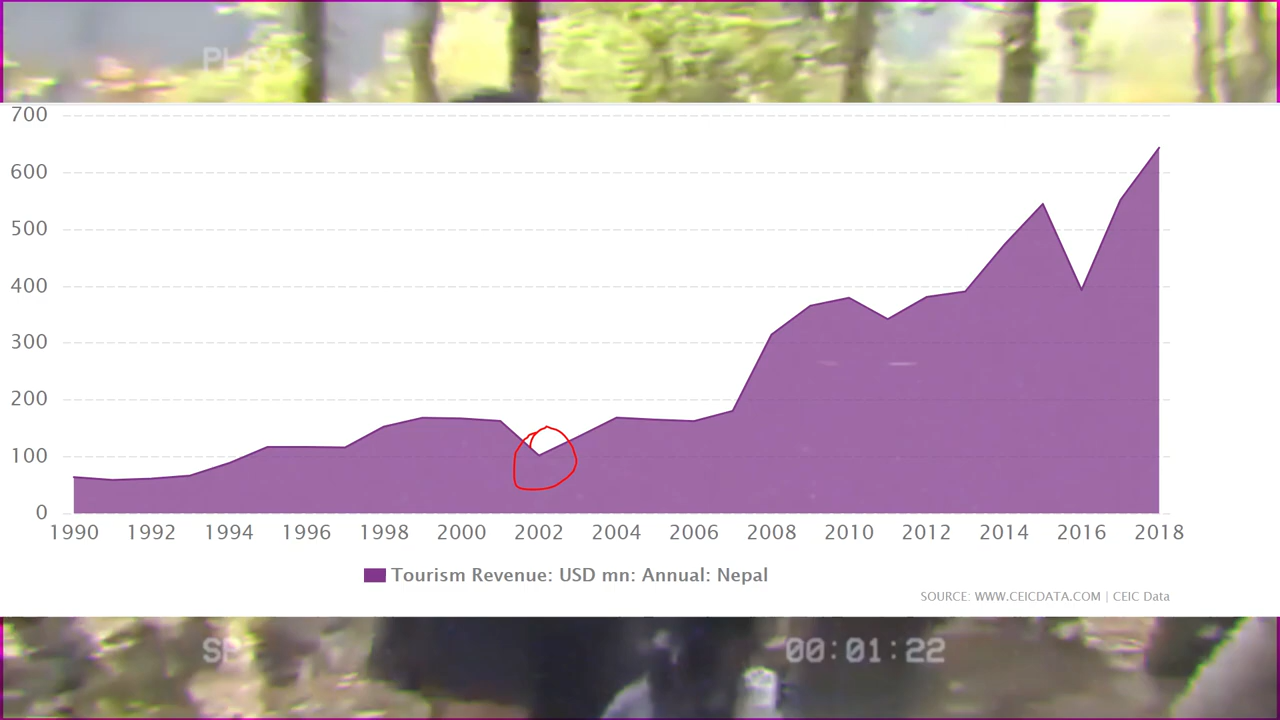 PLAY
700
600
500
400
300
200
100
0
1990 1992 1994 1996 1998 2000 2002 2004 2006 2008 2010 2012 2014 2016 2018
Tourism Revenue: USD mn: Annual: Nepal
SOURCE: WWW.CEICDATA.COM | CEIC Data
SP 00:01:22